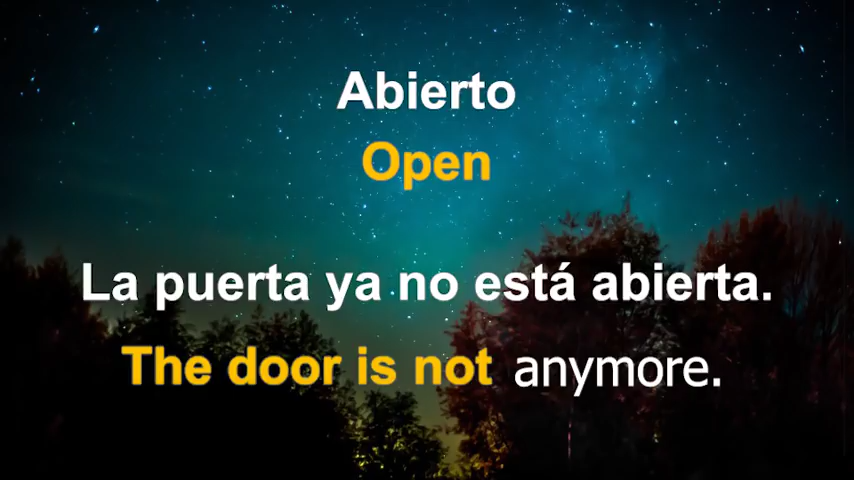 Abierto
Open
La puerta ya no está abierta.
The door is not anymore.